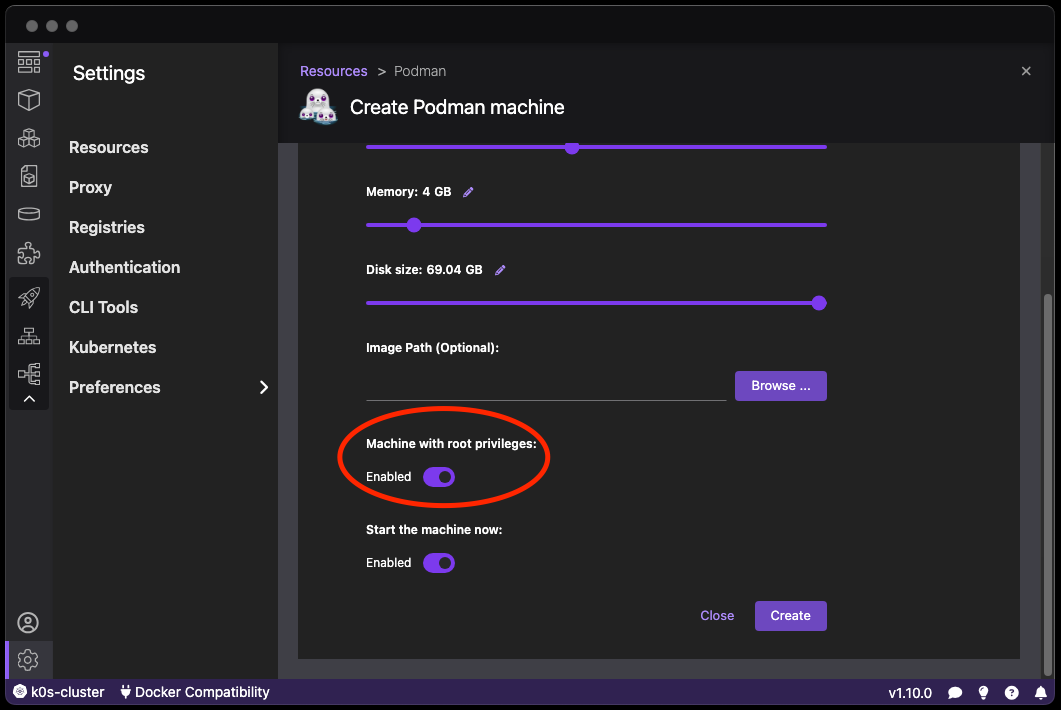 Settings
Resources
Proxy
Registries
Authentication
CLI Tools
Kubernetes
Preferences
Resources > Podman
Create Podman machine
Memory: 4 GB
Disk size: 69.04 GB
Image Path (Optional):
Browse ...
Machine with root privileges:
Enabled
Start the machine now:
Enabled
Close Create
k0s-cluster Docker Compatibility v1.10.0